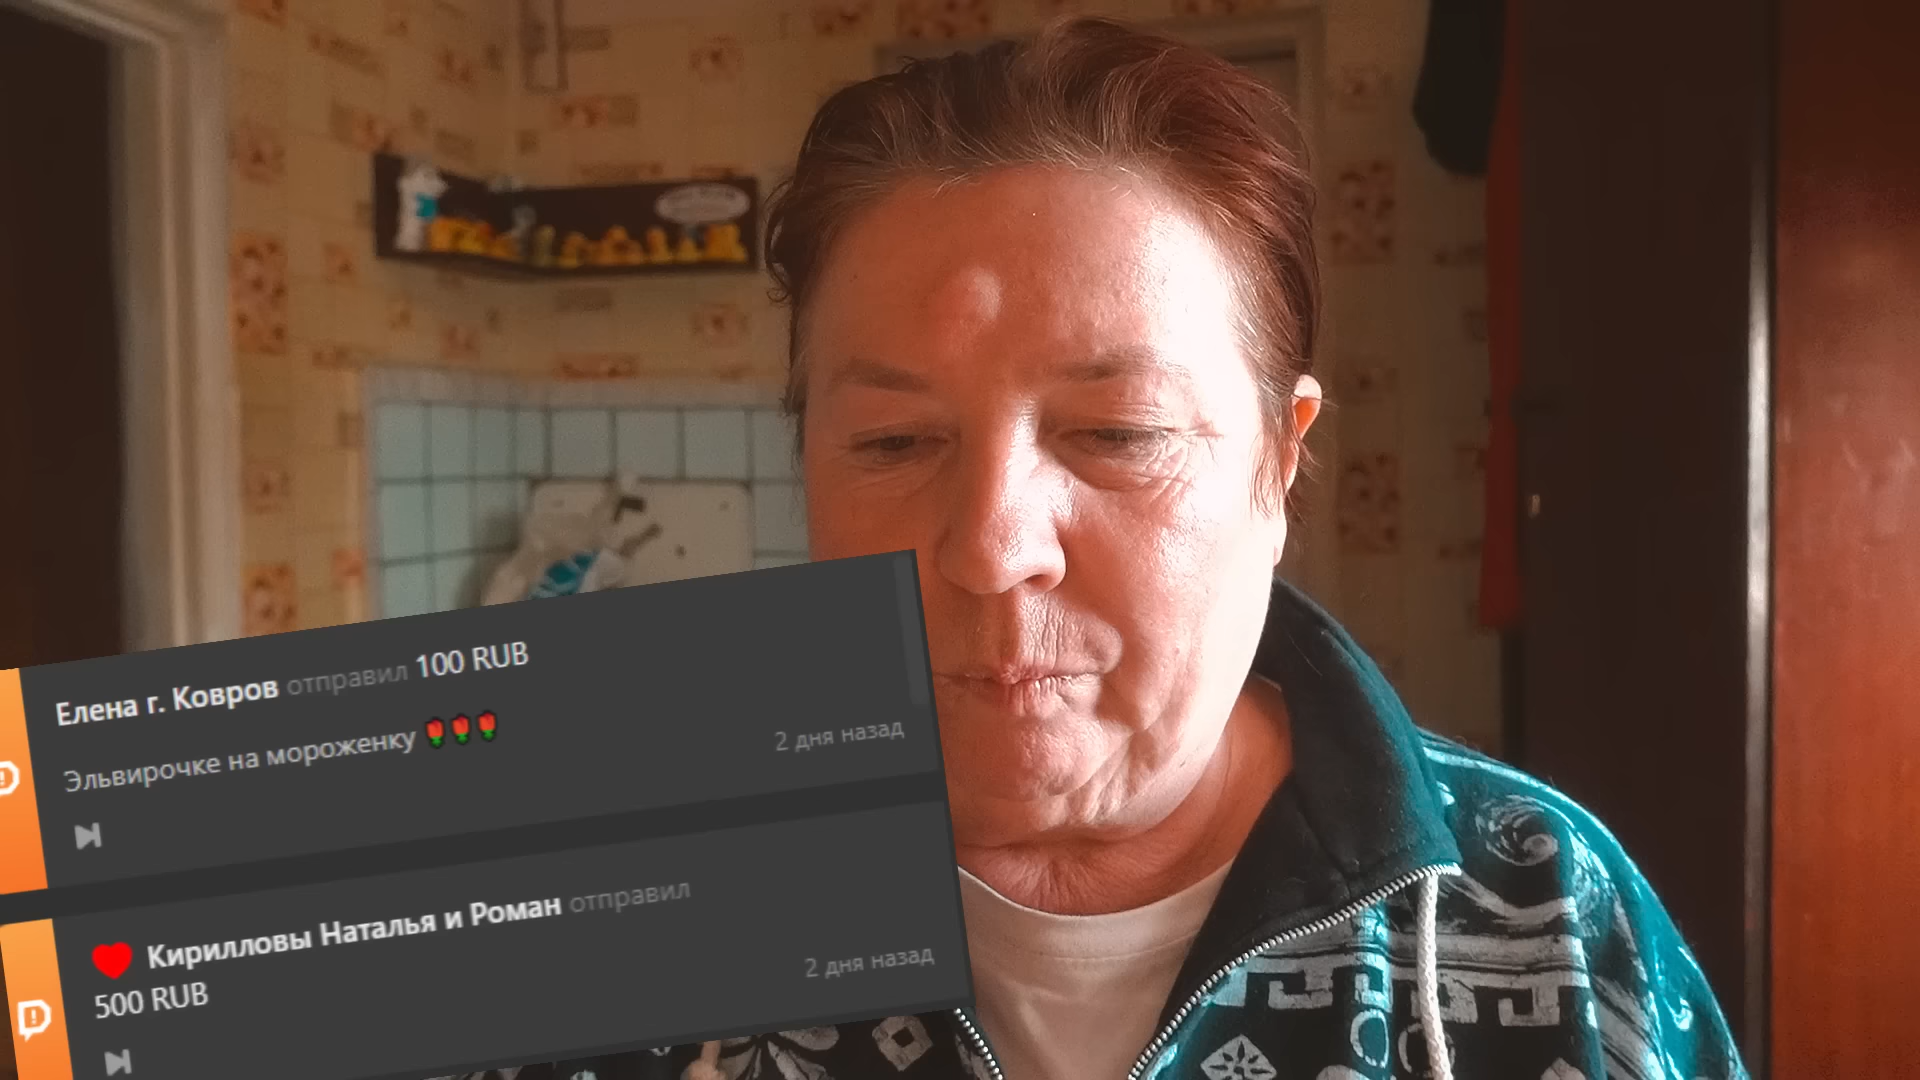 Елена г. Ковров отправил 100 RUB
Эльвирочке на мороженку 🌹🌹🌹
2 дня назад
Кирилловы Наталья и Роман отправил
500 RUB
2 дня назад